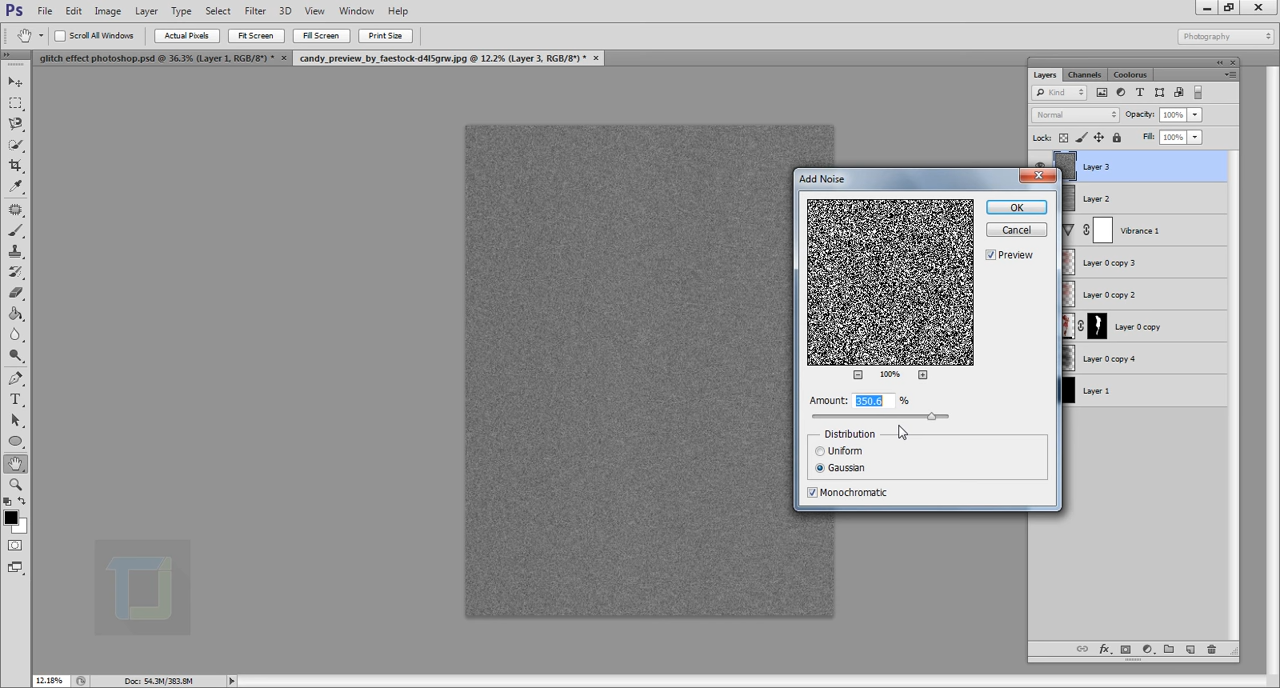 Ps File Edit Image Layer Type Select Filter 3D View Window Help
Scroll All Windows Actual Pixels Fit Screen Fill Screen Print Size Photography
glitch effect photoshop.psd @ 36.3% (Layer 1, RGB/8*) * × candy_preview_by_faestock-d4l5grw.jpg @ 12.2% (Layer 3, RGB/8*) * ×
Layers Channels Coolorus
Kind
Normal Opacity: 100%
Lock: Fill: 100%
Layer 3
Layer 2
Vibrance 1
Layer 0 copy 3
Layer 0 copy 2
Layer 0 copy
Layer 0 copy 4
Layer 1
Add Noise
OK
Cancel
Preview
100%
Amount: 350.6 %
Distribution
Uniform
Gaussian
Monochromatic
12.18% Doc: 54.3M/383.8M